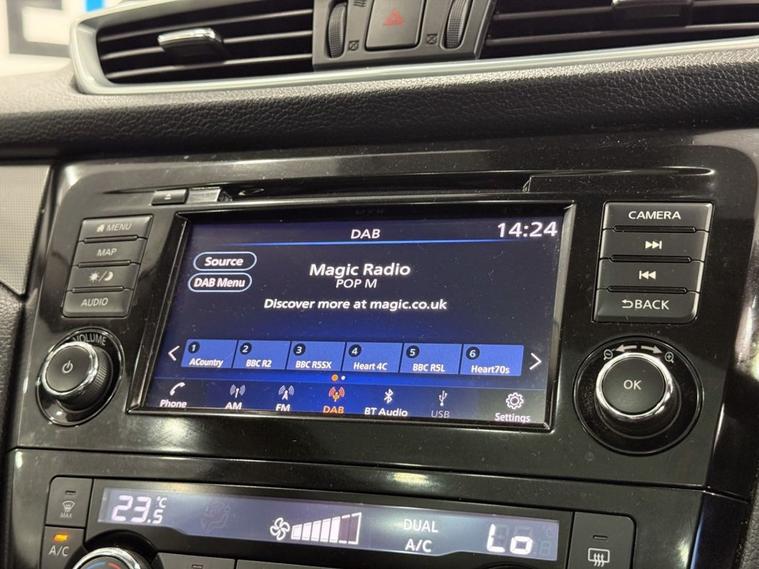 MENU
MAP
AUDIO
VOLUME
DAB
14:24
Source
DAB Menu
Magic Radio
POP M
Discover more at magic.co.uk
1 ACountry
2 BBC R2
3 BBC R5SX
4 Heart 4C
5 BBC R5L
6 Heart70s
Phone
AM
FM
DAB
BT Audio
USB
Settings
CAMERA
BACK
OK
MAX
A/C
23.5°C
DUAL
A/C
Lo